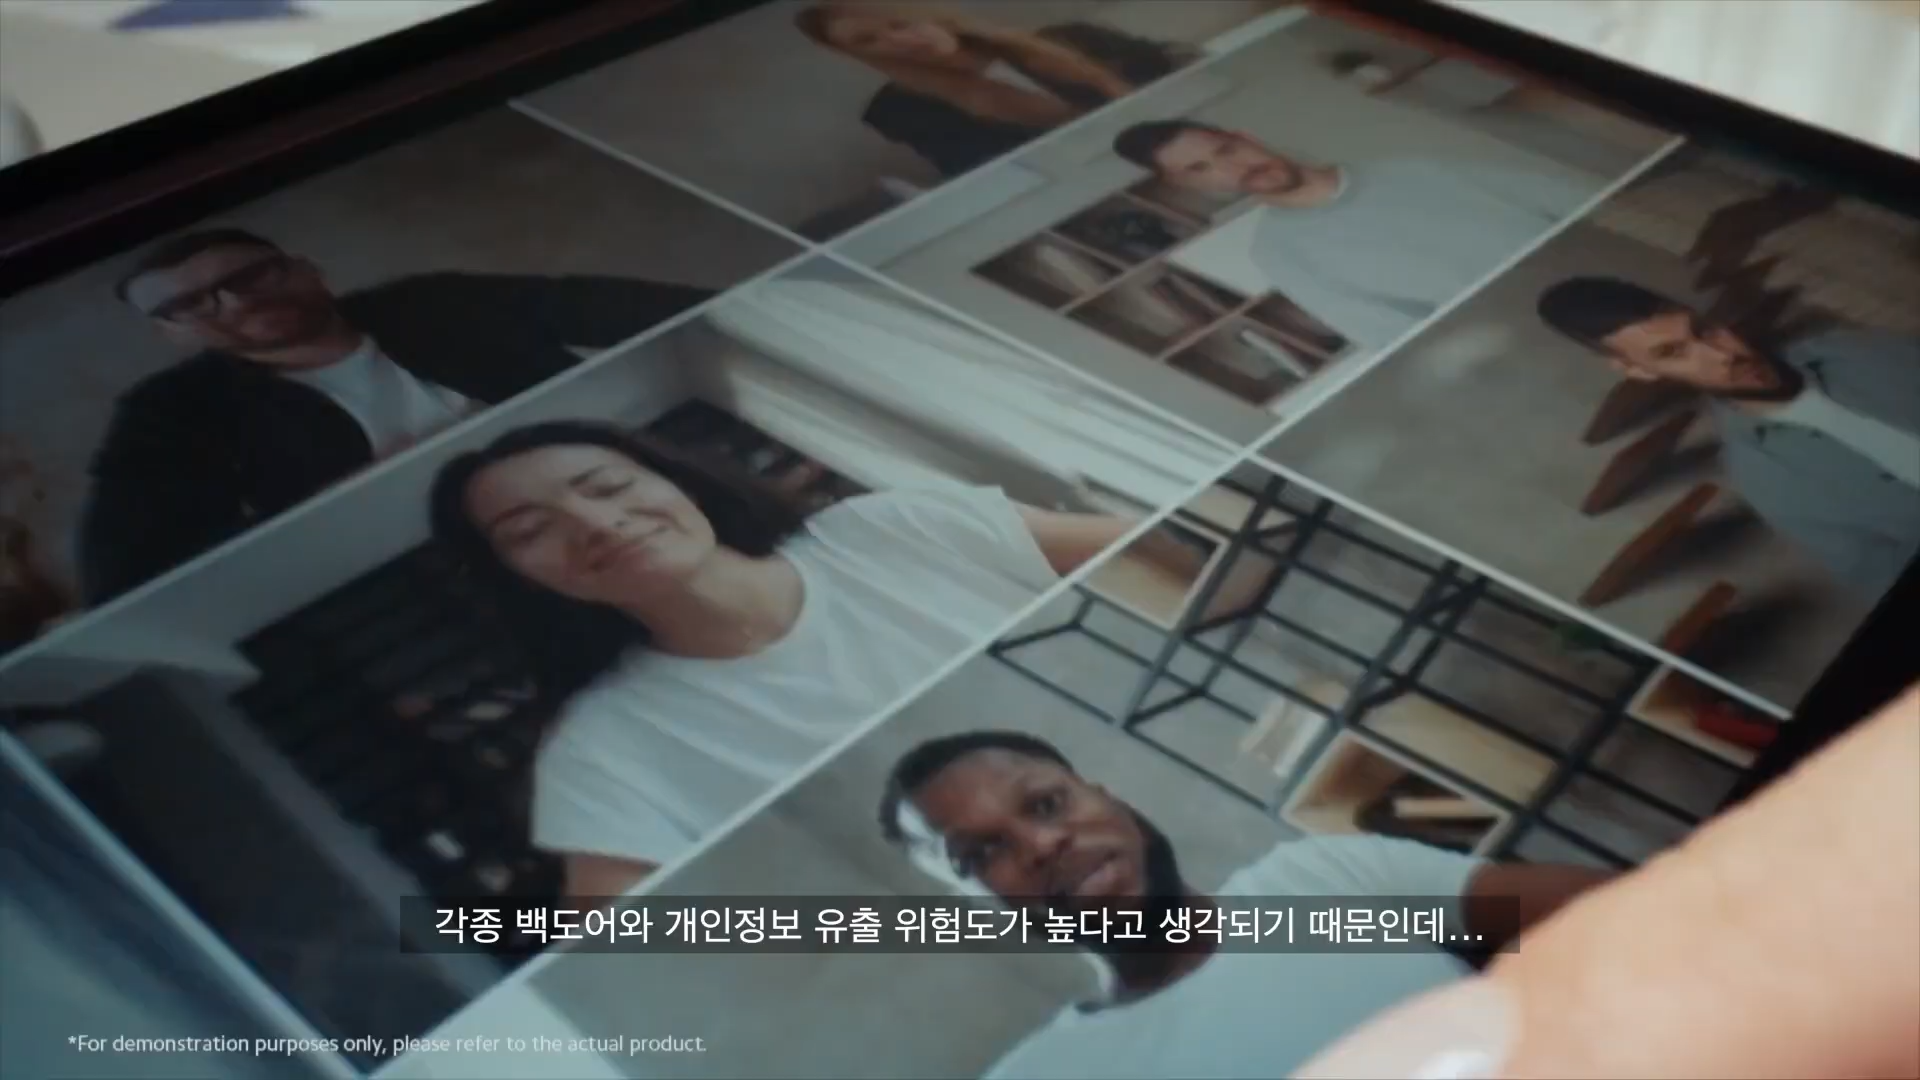 각종 백도어와 개인정보 유출 위험도가 높다고 생각되기 때문인데...
*For demonstration purposes only, please refer to the actual product.